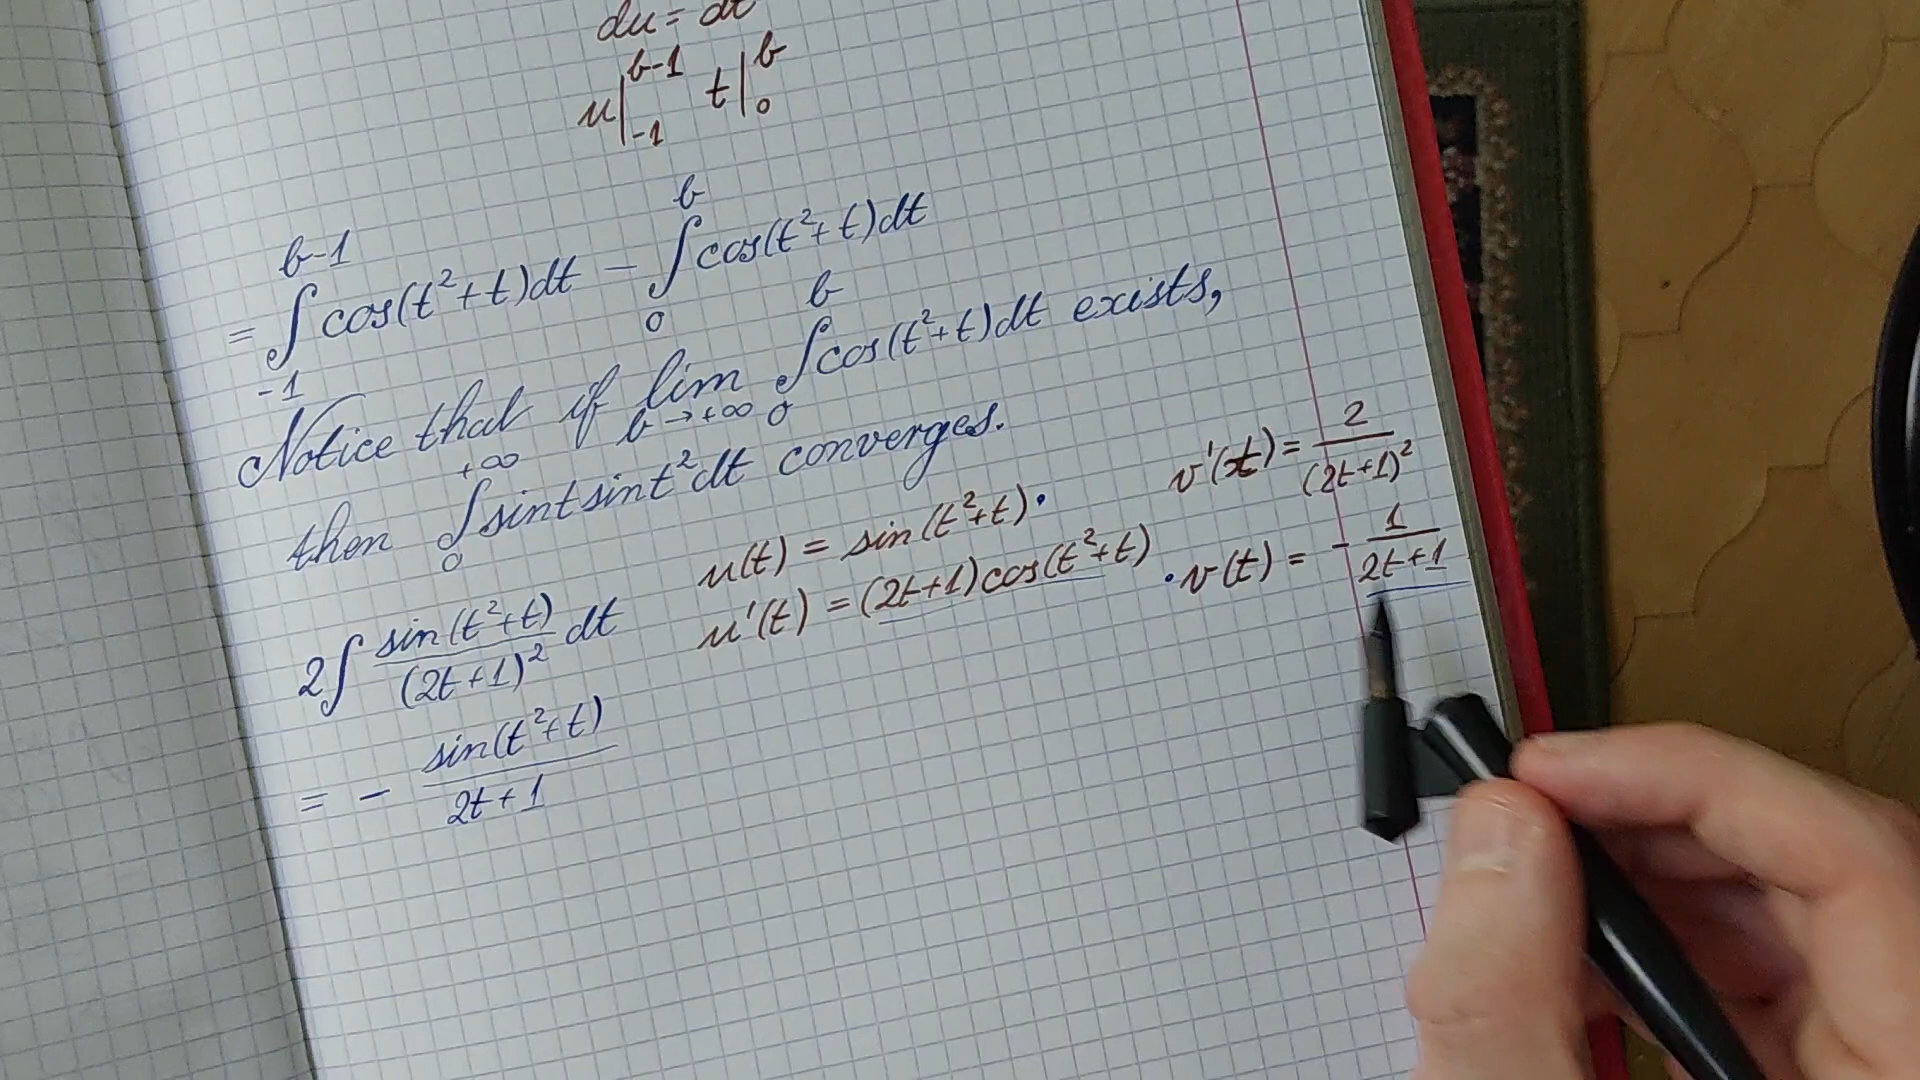 du = dt
u|_{-1}^{b-1} t|_0^b
= ∫_{-1}^{b-1} cos(t²+t)dt − ∫_0^b cos(t²+t)dt
Notice that if lim_{b→+∞} ∫_0^b cos(t²+t)dt exists,
then ∫_0^{+∞} sint sint² dt converges.
u(t) = sin(t²+t) · v'(t) = 2/(2t+1)²
u'(t) = (2t+1)cos(t²+t) · v(t) = - 1/(2t+1)
2∫ sin(t²+t)/(2t+1)² dt
= - sin(t²+t)/(2t+1)